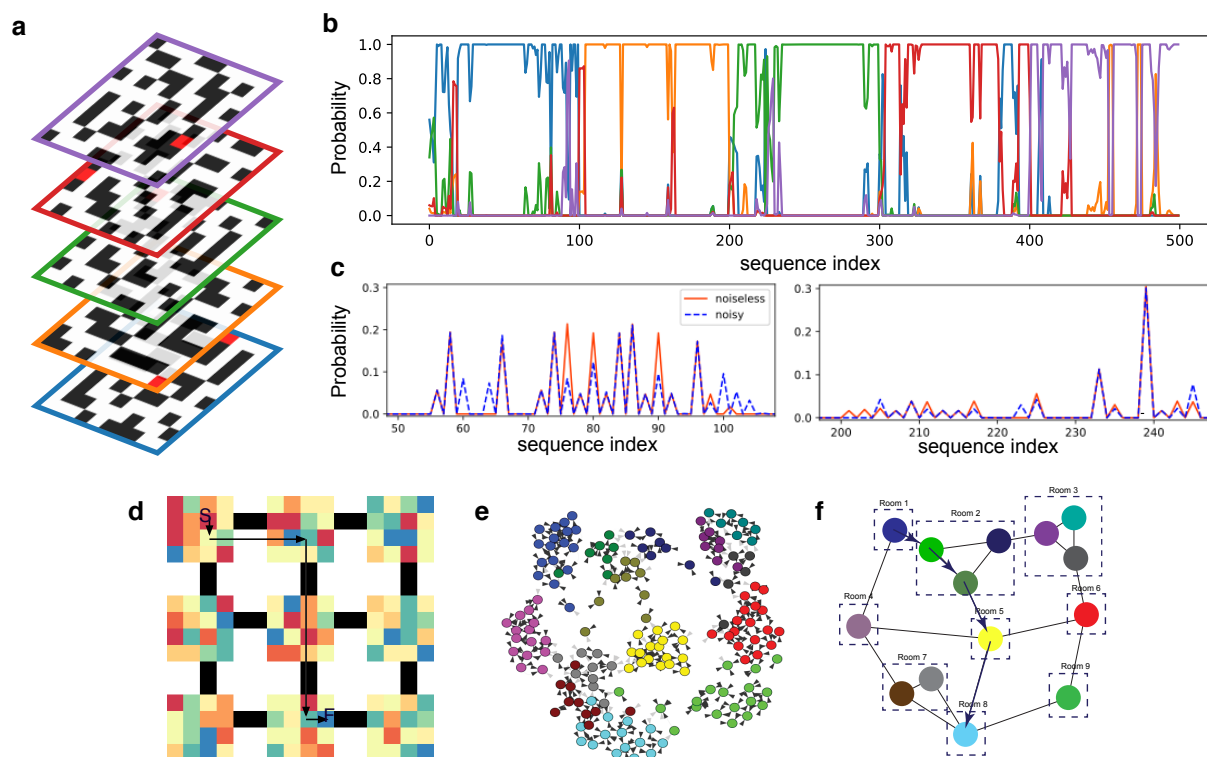 a
b
Probability
1.0
0.8
0.6
0.4
0.2
0.0
0 100 200 300 400 500
sequence index
c
Probability
0.3
0.2
0.1
0.0
noiseless
noisy
50 60 70 80 90 100
sequence index
0.3
0.2
0.1
0.0
200 210 220 230 240
sequence index
d
S
F
e
f
Room 1
Room 2
Room 3
Room 4
Room 5
Room 6
Room 7
Room 8
Room 9